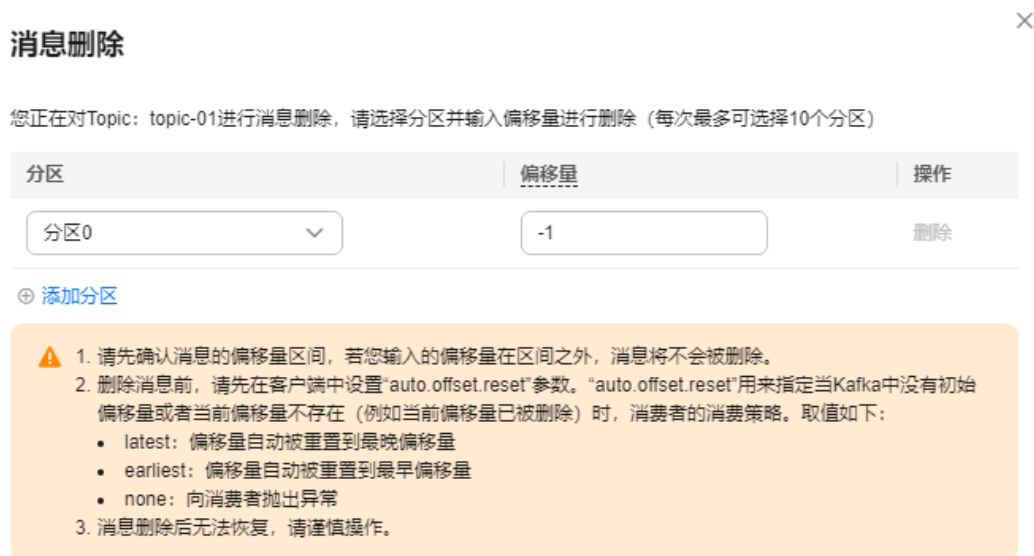 消息删除
您正在对Topic：topic-01进行消息删除，请选择分区并输入偏移量进行删除（每次最多可选择10个分区）
分区 偏移量 操作
分区0 -1 删除
添加分区
1. 请先确认消息的偏移量区间，若您输入的偏移量在区间之外，消息将不会被删除。
2. 删除消息前，请先在客户端中设置“auto.offset.reset”参数。“auto.offset.reset”用来指定当Kafka中没有初始
偏移量或者当前偏移量不存在（例如当前偏移量已被删除）时，消费者的消费策略。取值如下：
• latest：偏移量自动被重置到最晚偏移量
• earliest：偏移量自动被重置到最早偏移量
• none：向消费者抛出异常
3. 消息删除后无法恢复，请谨慎操作。